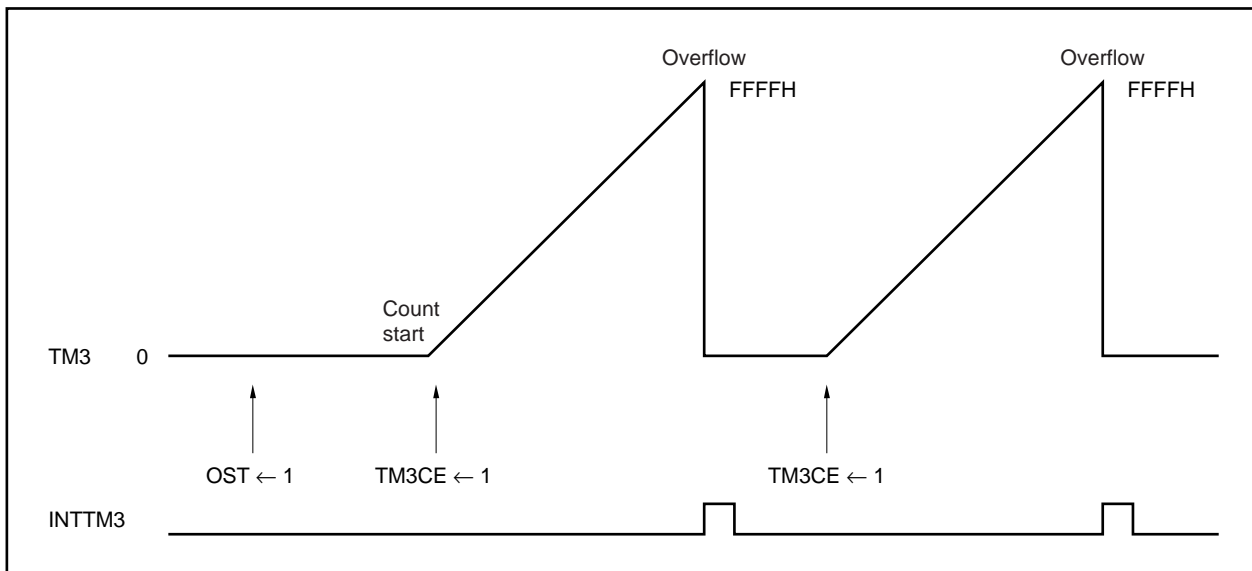 Overflow
Overflow
FFFFH
FFFFH
Count
start
TM3 0
OST ← 1
TM3CE ← 1
TM3CE ← 1
INTTM3